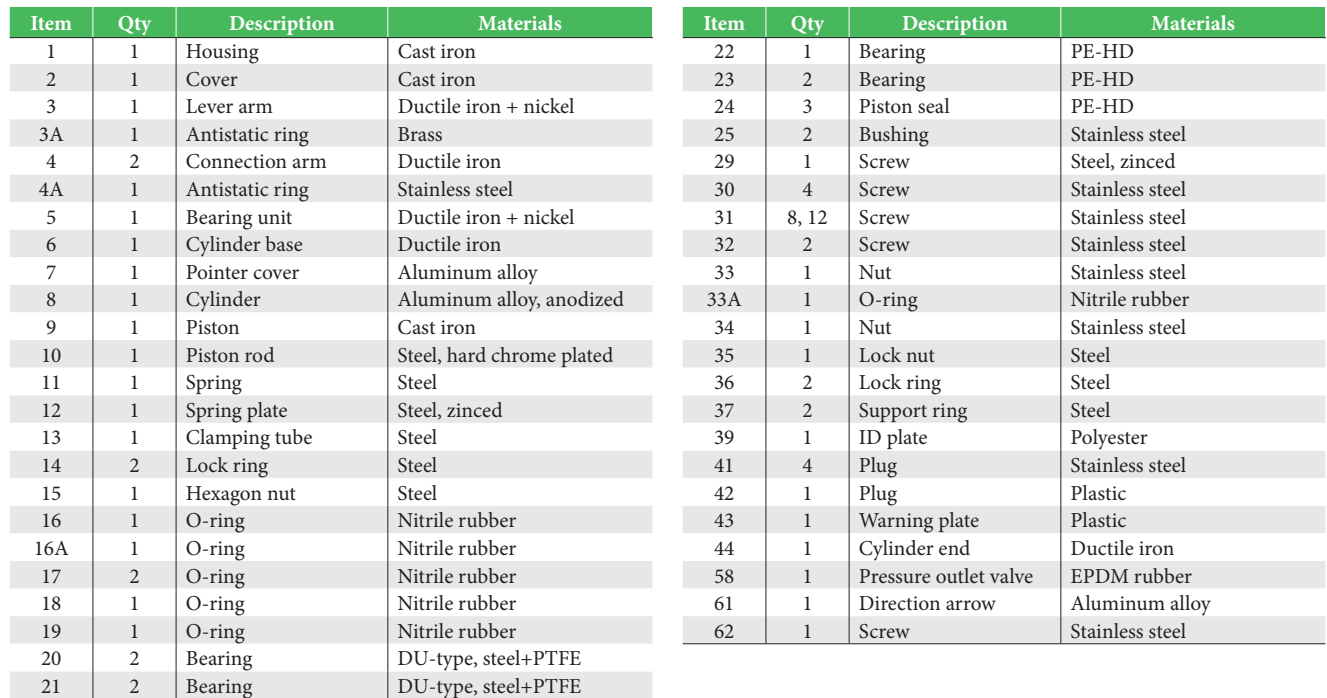 Item Qty Description Materials
1 1 Housing Cast iron
2 1 Cover Cast iron
3 1 Lever arm Ductile iron + nickel
3A 1 Antistatic ring Brass
4 2 Connection arm Ductile iron
4A 1 Antistatic ring Stainless steel
5 1 Bearing unit Ductile iron + nickel
6 1 Cylinder base Ductile iron
7 1 Pointer cover Aluminum alloy
8 1 Cylinder Aluminum alloy, anodized
9 1 Piston Cast iron
10 1 Piston rod Steel, hard chrome plated
11 1 Spring Steel
12 1 Spring plate Steel, zinced
13 1 Clamping tube Steel
14 2 Lock ring Steel
15 1 Hexagon nut Steel
16 1 O-ring Nitrile rubber
16A 1 O-ring Nitrile rubber
17 2 O-ring Nitrile rubber
18 1 O-ring Nitrile rubber
19 1 O-ring Nitrile rubber
20 2 Bearing DU-type, steel+PTFE
21 2 Bearing DU-type, steel+PTFE
Item Qty Description Materials
22 1 Bearing PE-HD
23 2 Bearing PE-HD
24 3 Piston seal PE-HD
25 2 Bushing Stainless steel
29 1 Screw Steel, zinced
30 4 Screw Stainless steel
31 8, 12 Screw Stainless steel
32 2 Screw Stainless steel
33 1 Nut Stainless steel
33A 1 O-ring Nitrile rubber
34 1 Nut Stainless steel
35 1 Lock nut Steel
36 2 Lock ring Steel
37 2 Support ring Steel
39 1 ID plate Polyester
41 4 Plug Stainless steel
42 1 Plug Plastic
43 1 Warning plate Plastic
44 1 Cylinder end Ductile iron
58 1 Pressure outlet valve EPDM rubber
61 1 Direction arrow Aluminum alloy
62 1 Screw Stainless steel